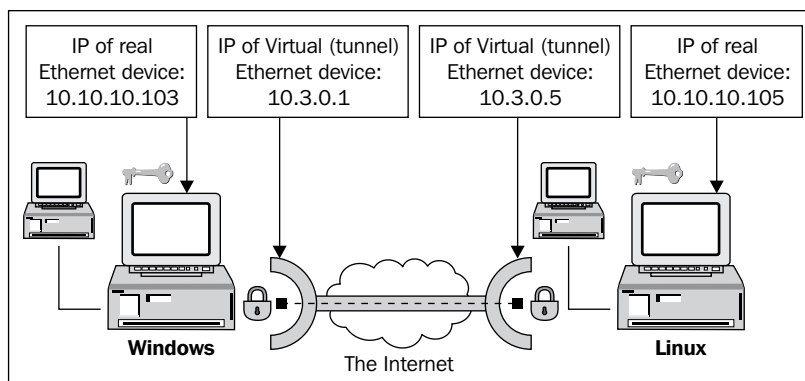 IP of real
Ethernet device:
10.10.10.103
IP of Virtual (tunnel)
Ethernet device:
10.3.0.1
IP of Virtual (tunnel)
Ethernet device:
10.3.0.5
IP of real
Ethernet device:
10.10.10.105
Windows
The Internet
Linux